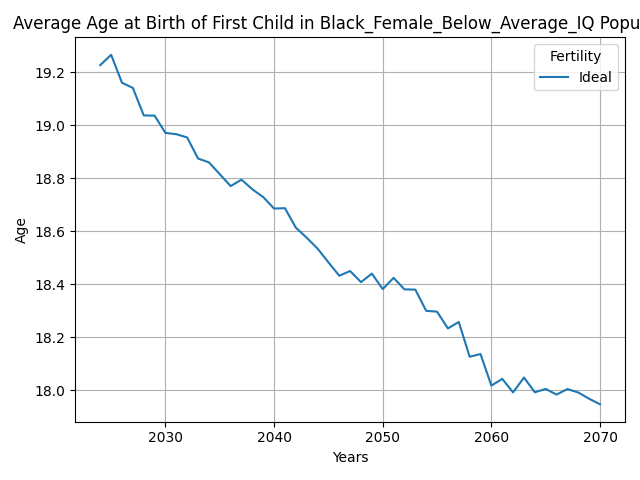 Average Age at Birth of First Child in Black_Female_Below_Average_IQ Popu
Fertility
Ideal
19.2
19.0
18.8
18.6
18.4
18.2
18.0
Age
2030 2040 2050 2060 2070
Years